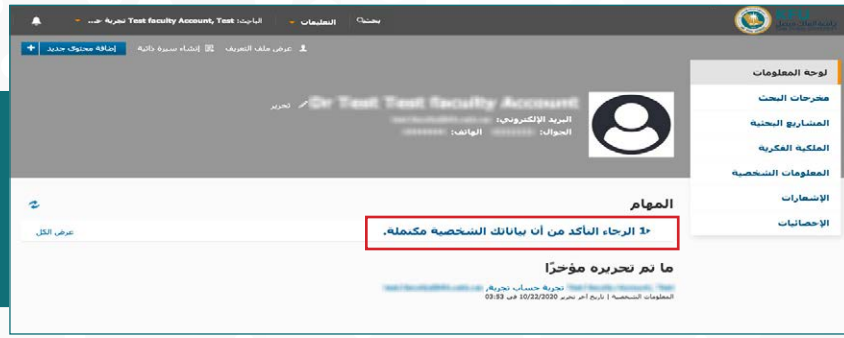 KFU
بحثيّا
التعليمات
الباحث: Test faculty Account, Test تجربة حـ...
عرض ملف التعريف
إنشاء سيرة ذاتية
إضافة محتوى جديد +
لوحة المعلومات
مخرجات البحث
المشاريع البحثية
الملكية الفكرية
المعلومات الشخصية
الإشعارات
الإحصائيات
Dr Test Test faculty Account تحرير
البريد الإلكتروني:
الجوال: الهاتف:
المهام
1 الرجاء التأكد من أن بياناتك الشخصية مكتملة.
عرض الكل
ما تم تحريره مؤخرًا
تجربة حساب تجربة,
المعلومات الشخصية | تاريخ آخر تحرير 10/22/2020 في 03:53